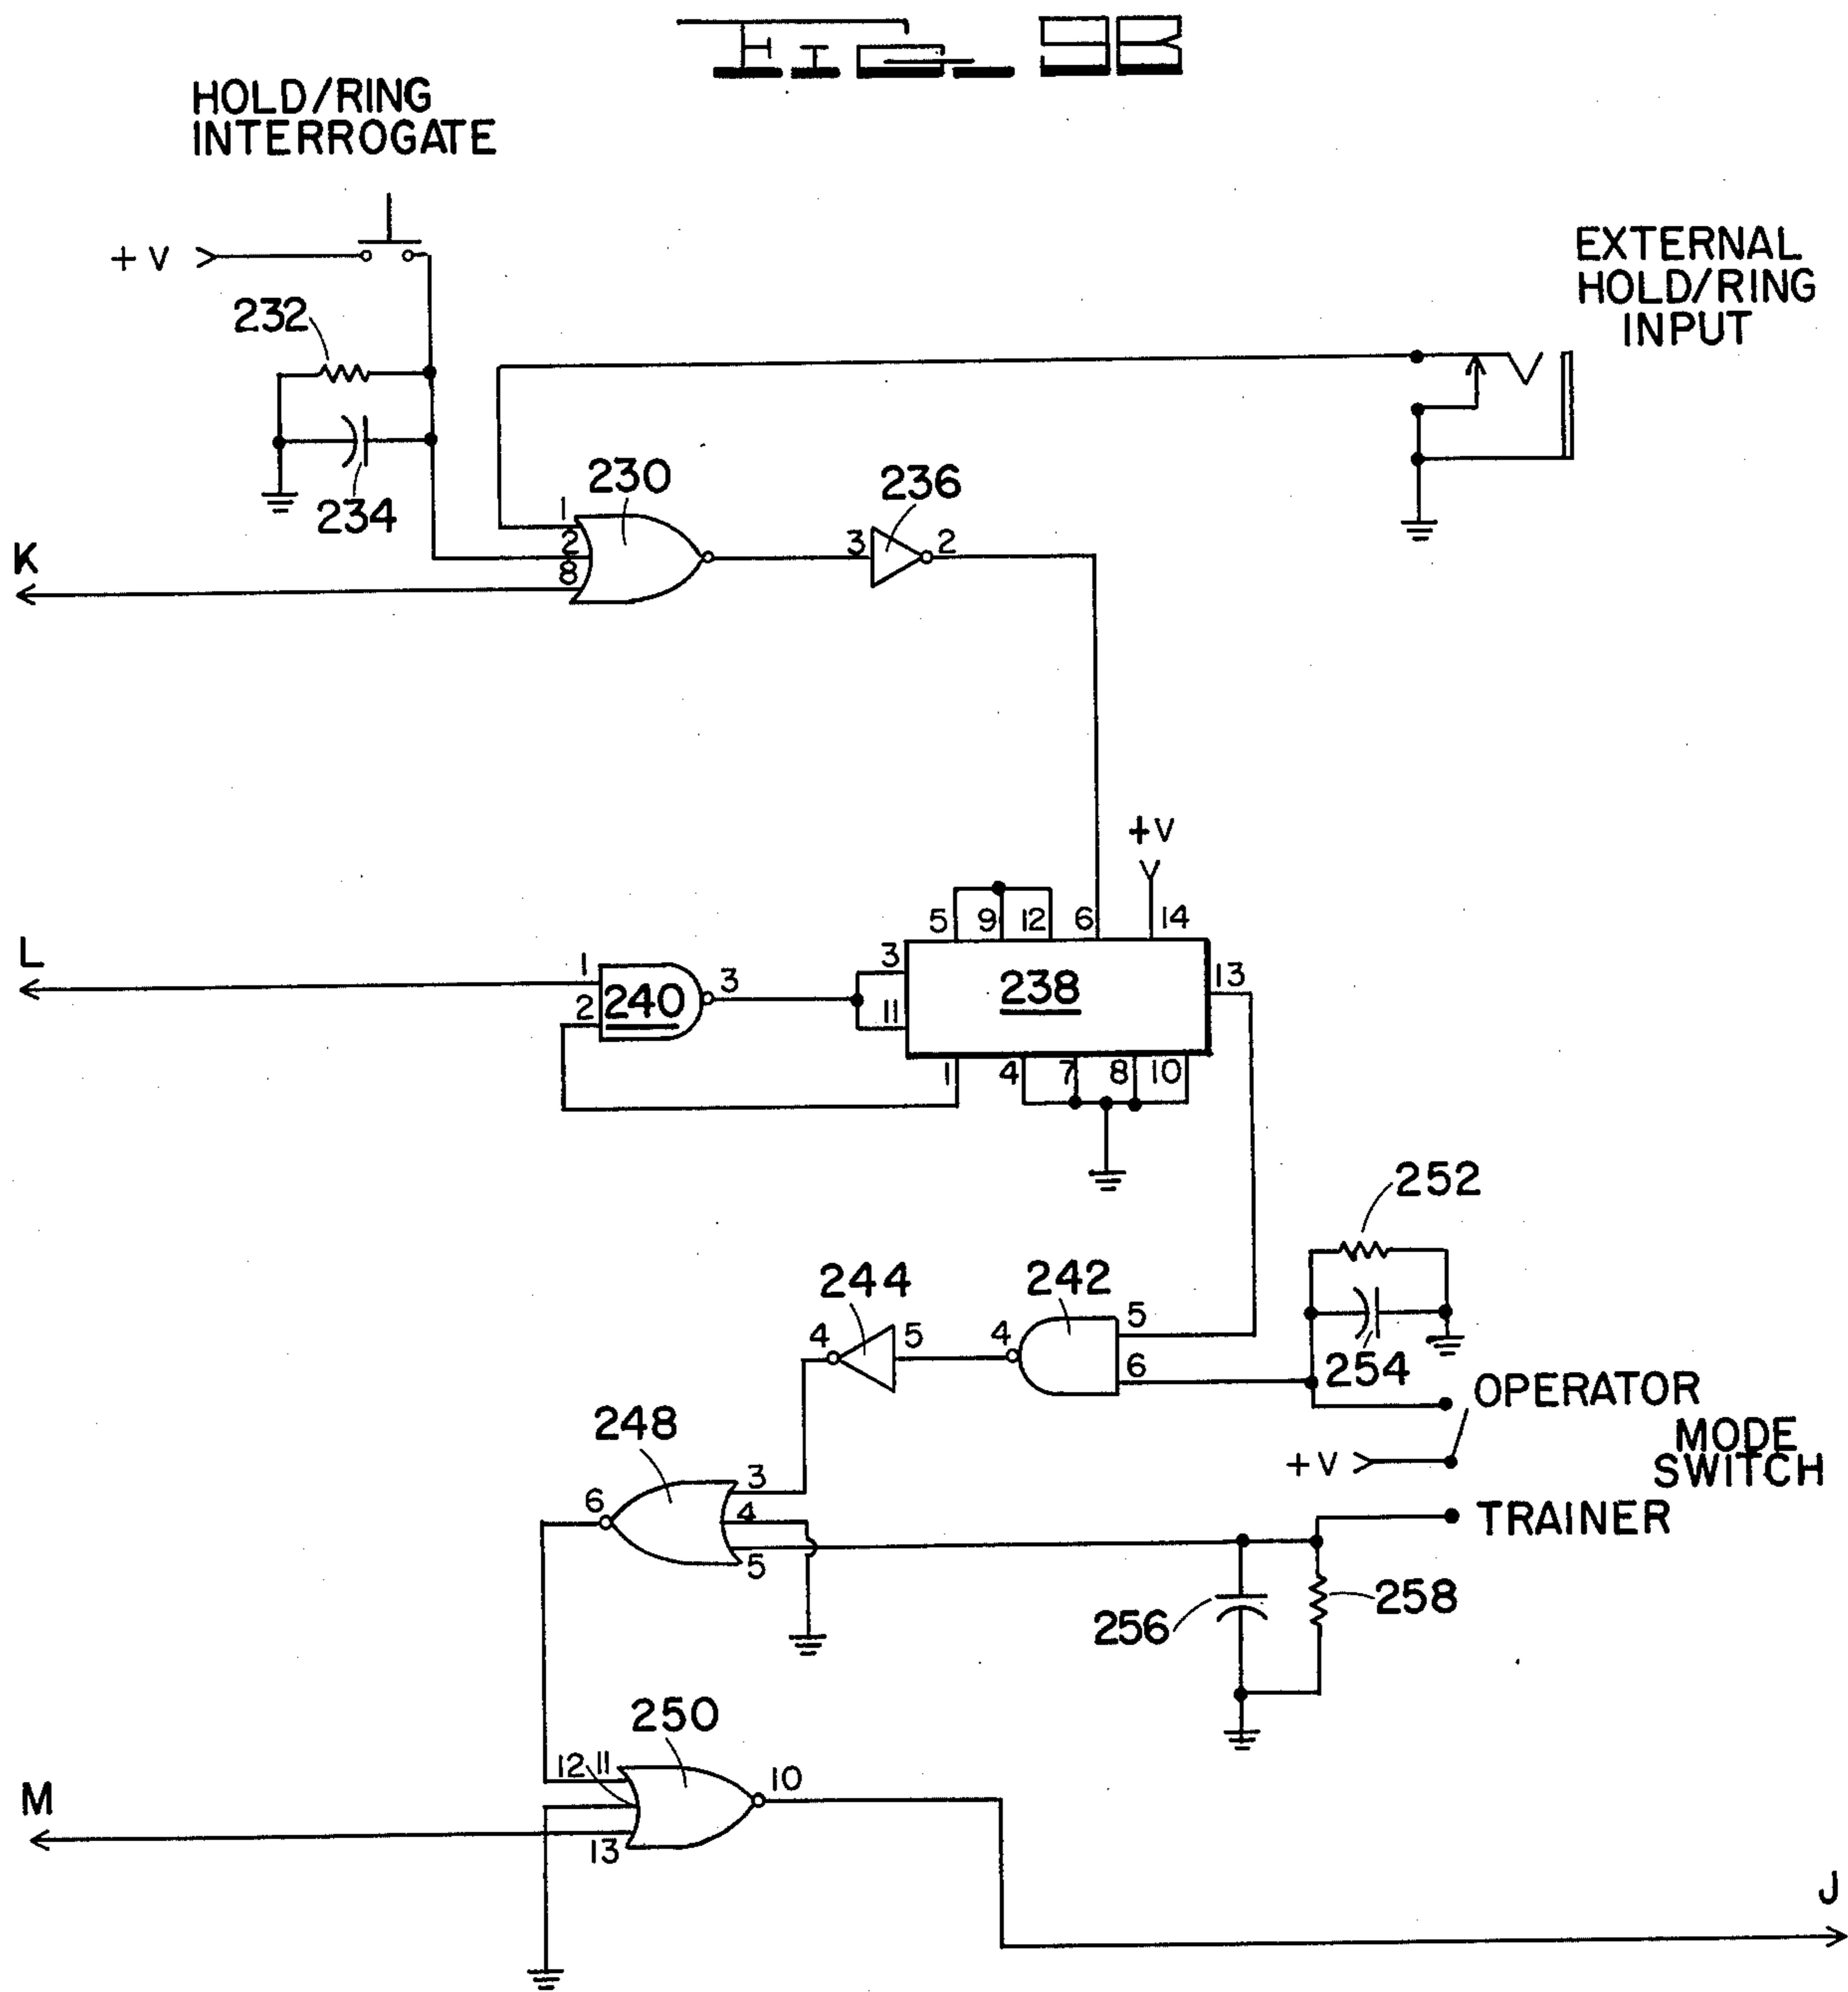 FIG. 9B
HOLD/RING
INTERROGATE
+V
EXTERNAL
HOLD/RING
INPUT
232
234
230
236
1
2
8
3
2
K
+V
5
9
12
6
14
L
1
2
240
3
3
11
238
13
1
4
7
8
10
252
244
242
4
5
4
5
6
254
OPERATOR
MODE
SWITCH
+V
248
6
3
4
5
TRAINER
256
258
250
12
11
10
13
M
J